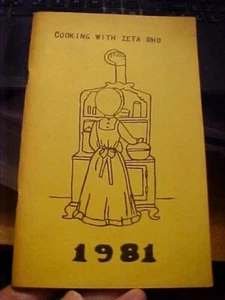 COOKING WITH ZETA RHO
1981